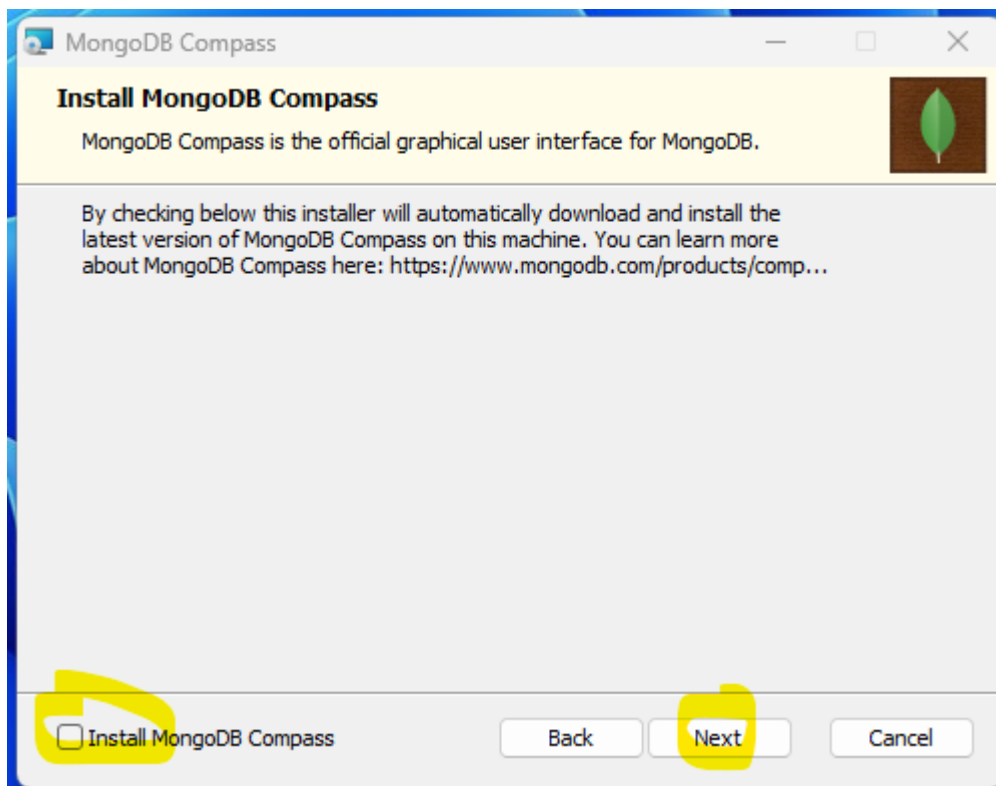 MongoDB Compass
Install MongoDB Compass
MongoDB Compass is the official graphical user interface for MongoDB.
By checking below this installer will automatically download and install the
latest version of MongoDB Compass on this machine. You can learn more
about MongoDB Compass here: https://www.mongodb.com/products/comp...
Install MongoDB Compass
Back
Next
Cancel